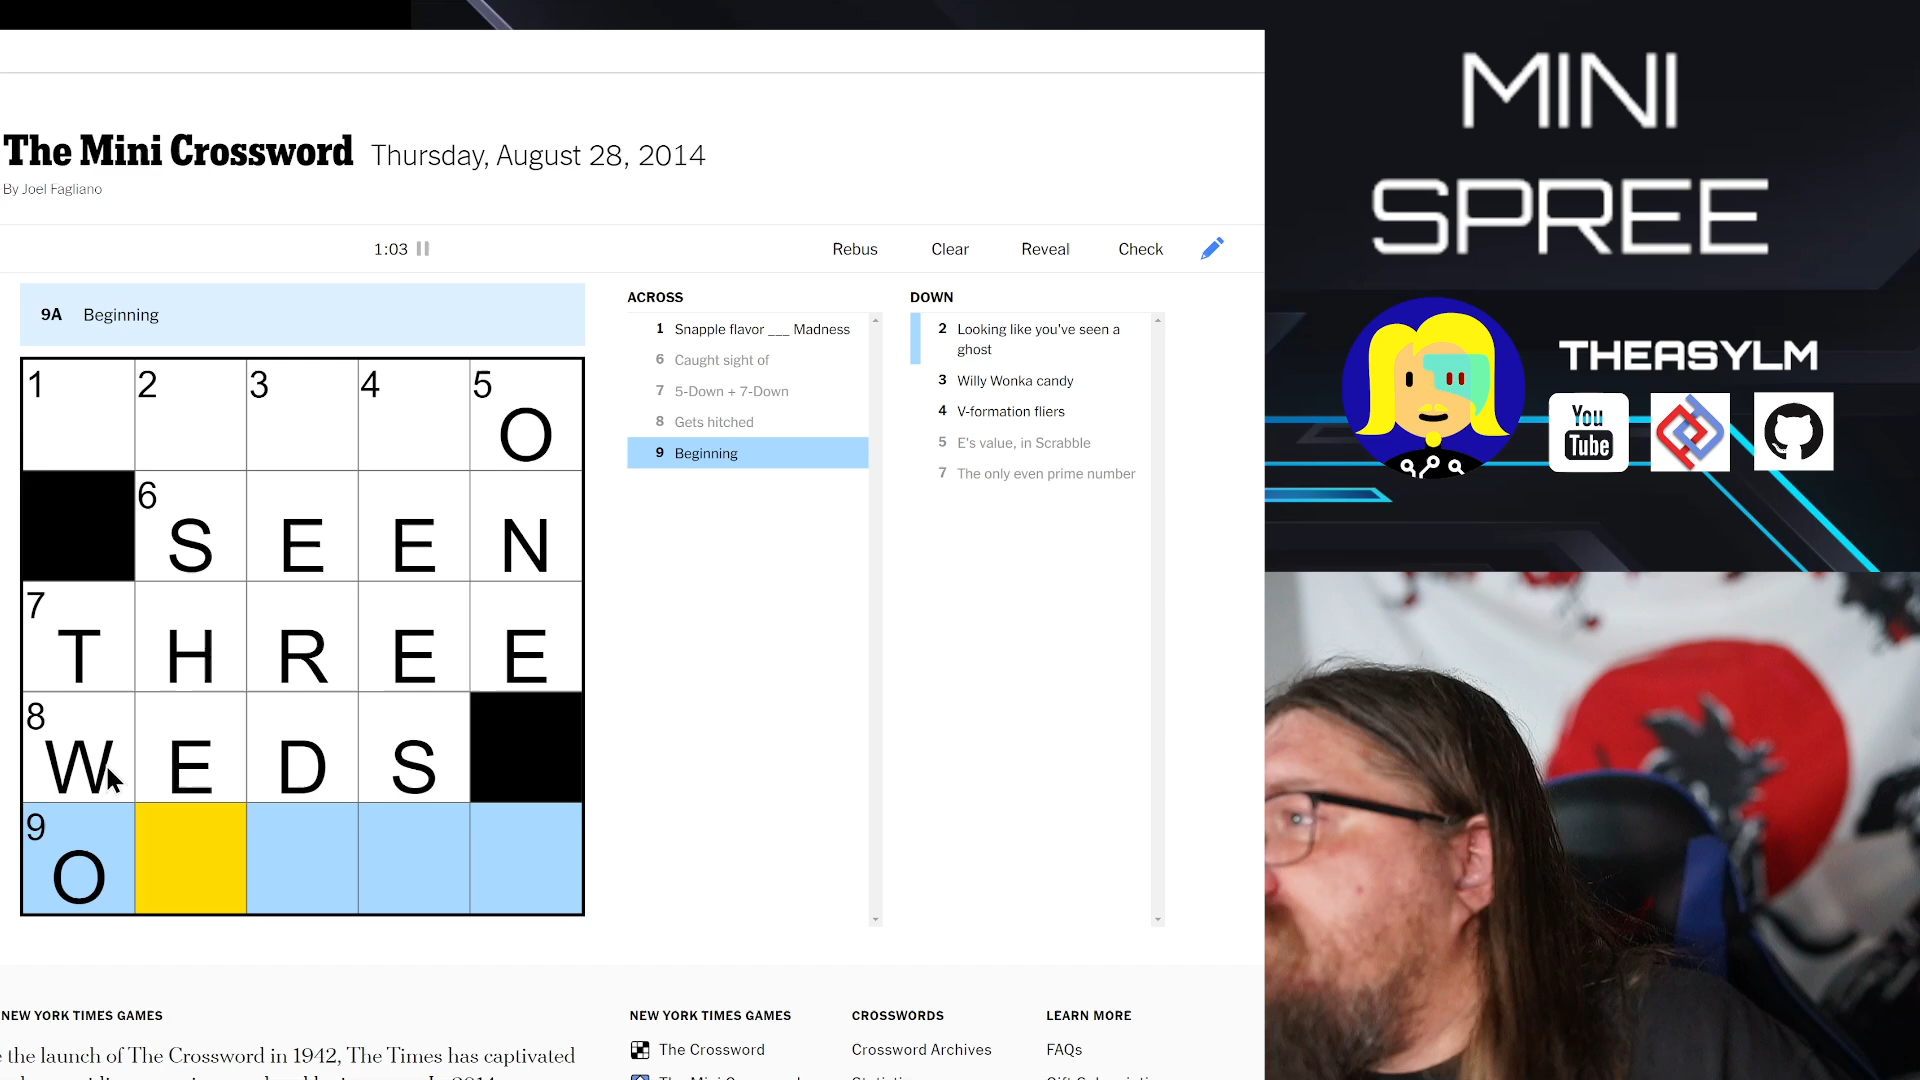 MINI
SPREE
The Mini Crossword Thursday, August 28, 2014
By Joel Fagliano
1:03
Rebus Clear Reveal Check
9A Beginning
ACROSS
1 Snapple flavor ___ Madness
6 Caught sight of
7 5-Down + 7-Down
8 Gets hitched
9 Beginning
DOWN
2 Looking like you've seen a
ghost
3 Willy Wonka candy
4 V-formation fliers
5 E's value, in Scrabble
7 The only even prime number
1 2 3 4 5 O
6 S E E N
7 T H R E E
8 W E D S
9 O
THEASYLM
You
Tube
NEW YORK TIMES GAMES
the launch of The Crossword in 1942, The Times has captivated
NEW YORK TIMES GAMES
The Crossword
CROSSWORDS
Crossword Archives
LEARN MORE
FAQs